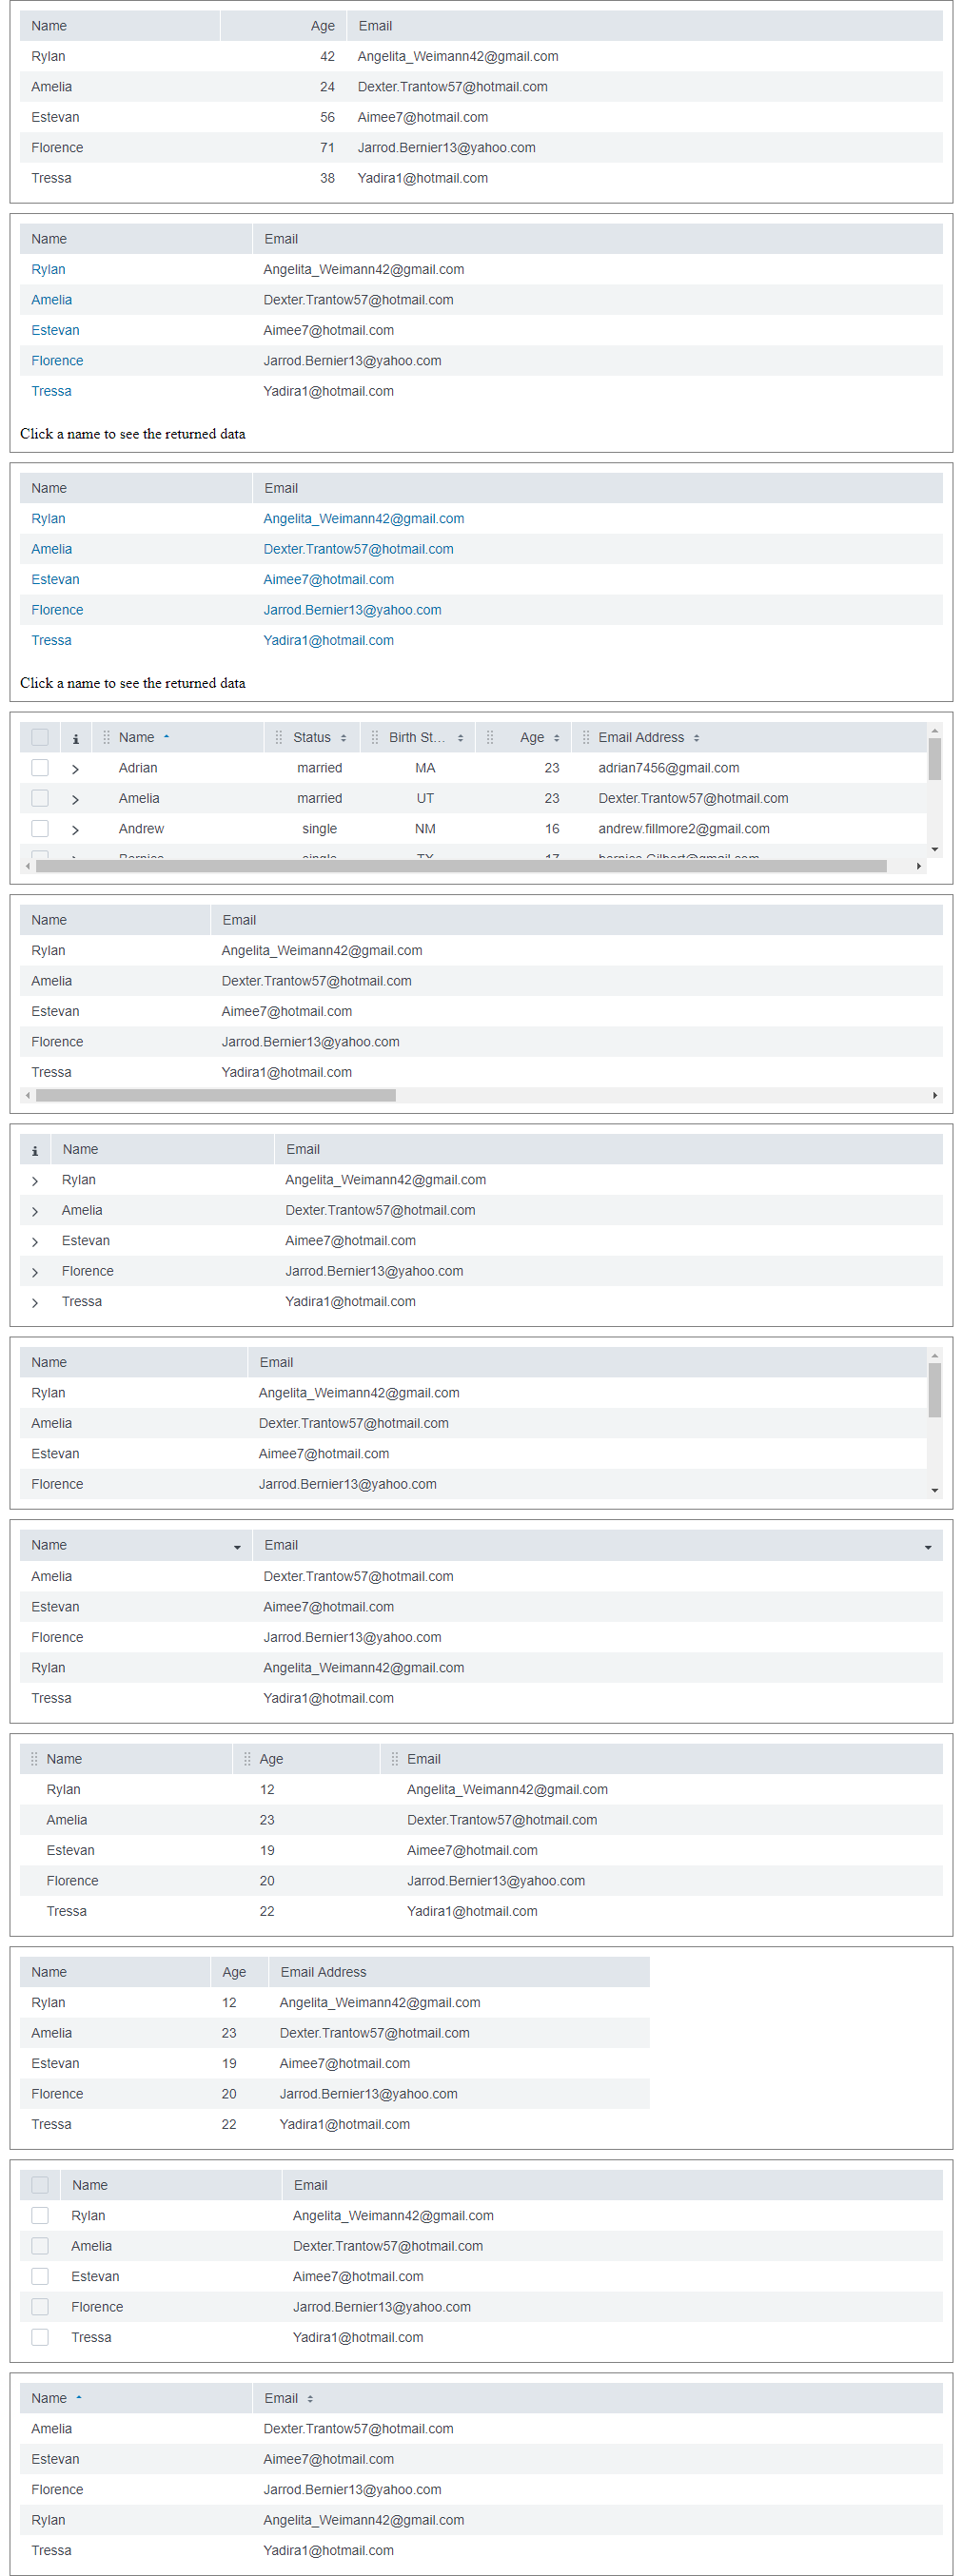 Name Age Email
Rylan 42 Angelita_Weimann42@gmail.com
Amelia 24 Dexter.Trantow57@hotmail.com
Estevan 56 Aimee7@hotmail.com
Florence 71 Jarrod.Bernier13@yahoo.com
Tressa 38 Yadira1@hotmail.com
Name Email
Rylan Angelita_Weimann42@gmail.com
Amelia Dexter.Trantow57@hotmail.com
Estevan Aimee7@hotmail.com
Florence Jarrod.Bernier13@yahoo.com
Tressa Yadira1@hotmail.com
Click a name to see the returned data
Name Email
Rylan Angelita_Weimann42@gmail.com
Amelia Dexter.Trantow57@hotmail.com
Estevan Aimee7@hotmail.com
Florence Jarrod.Bernier13@yahoo.com
Tressa Yadira1@hotmail.com
Click a name to see the returned data
Name Status Birth St... Age Email Address
Adrian married MA 23 adrian7456@gmail.com
Amelia married UT 23 Dexter.Trantow57@hotmail.com
Andrew single NM 16 andrew.fillmore2@gmail.com
Bernice single TX 17 bernice.Gilbert@gmail.com
Name Email
Rylan Angelita_Weimann42@gmail.com
Amelia Dexter.Trantow57@hotmail.com
Estevan Aimee7@hotmail.com
Florence Jarrod.Bernier13@yahoo.com
Tressa Yadira1@hotmail.com
Name Email
Rylan Angelita_Weimann42@gmail.com
Amelia Dexter.Trantow57@hotmail.com
Estevan Aimee7@hotmail.com
Florence Jarrod.Bernier13@yahoo.com
Tressa Yadira1@hotmail.com
Name Email
Rylan Angelita_Weimann42@gmail.com
Amelia Dexter.Trantow57@hotmail.com
Estevan Aimee7@hotmail.com
Florence Jarrod.Bernier13@yahoo.com
Name Email
Amelia Dexter.Trantow57@hotmail.com
Estevan Aimee7@hotmail.com
Florence Jarrod.Bernier13@yahoo.com
Rylan Angelita_Weimann42@gmail.com
Tressa Yadira1@hotmail.com
Name Age Email
Rylan 12 Angelita_Weimann42@gmail.com
Amelia 23 Dexter.Trantow57@hotmail.com
Estevan 19 Aimee7@hotmail.com
Florence 20 Jarrod.Bernier13@yahoo.com
Tressa 22 Yadira1@hotmail.com
Name Age Email Address
Rylan 12 Angelita_Weimann42@gmail.com
Amelia 23 Dexter.Trantow57@hotmail.com
Estevan 19 Aimee7@hotmail.com
Florence 20 Jarrod.Bernier13@yahoo.com
Tressa 22 Yadira1@hotmail.com
Name Email
Rylan Angelita_Weimann42@gmail.com
Amelia Dexter.Trantow57@hotmail.com
Estevan Aimee7@hotmail.com
Florence Jarrod.Bernier13@yahoo.com
Tressa Yadira1@hotmail.com
Name Email
Amelia Dexter.Trantow57@hotmail.com
Estevan Aimee7@hotmail.com
Florence Jarrod.Bernier13@yahoo.com
Rylan Angelita_Weimann42@gmail.com
Tressa Yadira1@hotmail.com